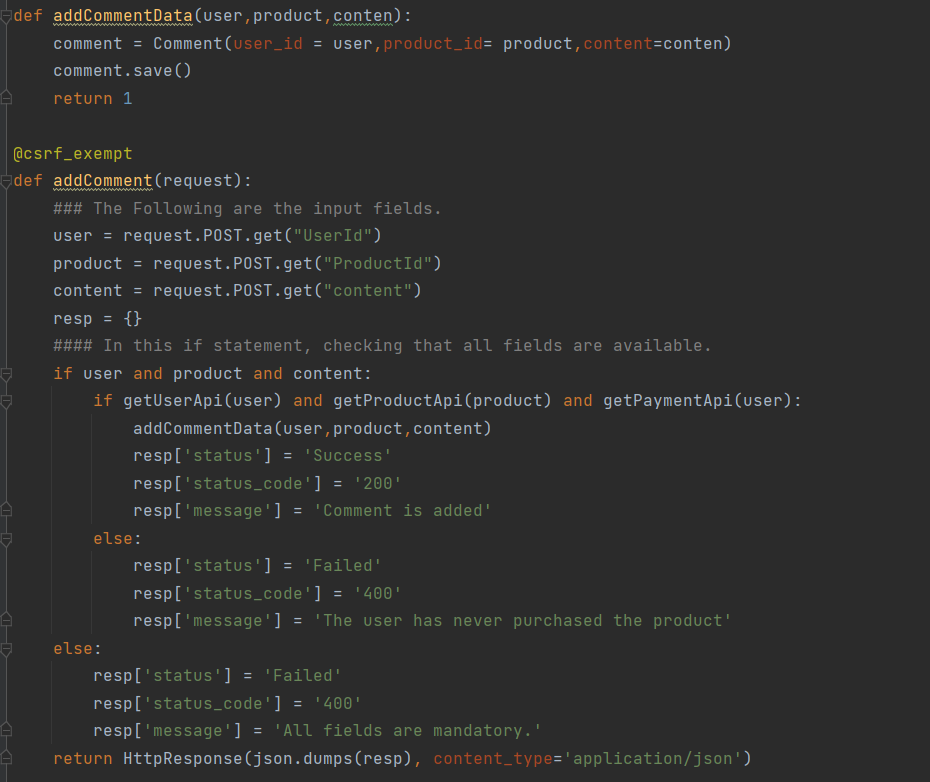 def addCommentData(user,product,conten):
    comment = Comment(user_id = user,product_id= product,content=conten)
    comment.save()
    return 1
@csrf_exempt
def addComment(request):
    ### The Following are the input fields.
    user = request.POST.get("UserId")
    product = request.POST.get("ProductId")
    content = request.POST.get("content")
    resp = {}
    #### In this if statement, checking that all fields are available.
    if user and product and content:
        if getUserApi(user) and getProductApi(product) and getPaymentApi(user):
            addCommentData(user,product,content)
            resp['status'] = 'Success'
            resp['status_code'] = '200'
            resp['message'] = 'Comment is added'
        else:
            resp['status'] = 'Failed'
            resp['status_code'] = '400'
            resp['message'] = 'The user has never purchased the product'
    else:
        resp['status'] = 'Failed'
        resp['status_code'] = '400'
        resp['message'] = 'All fields are mandatory.'
    return HttpResponse(json.dumps(resp), content_type='application/json')